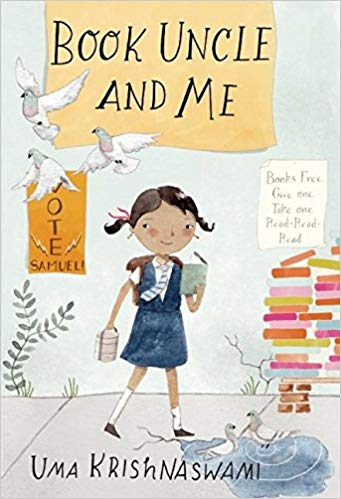 BOOK UNCLE
AND ME
VOTE
SAMUEL!
Books Free
Give one
Take one
Read-Read-
Read
UMA KRISHNASWAMI